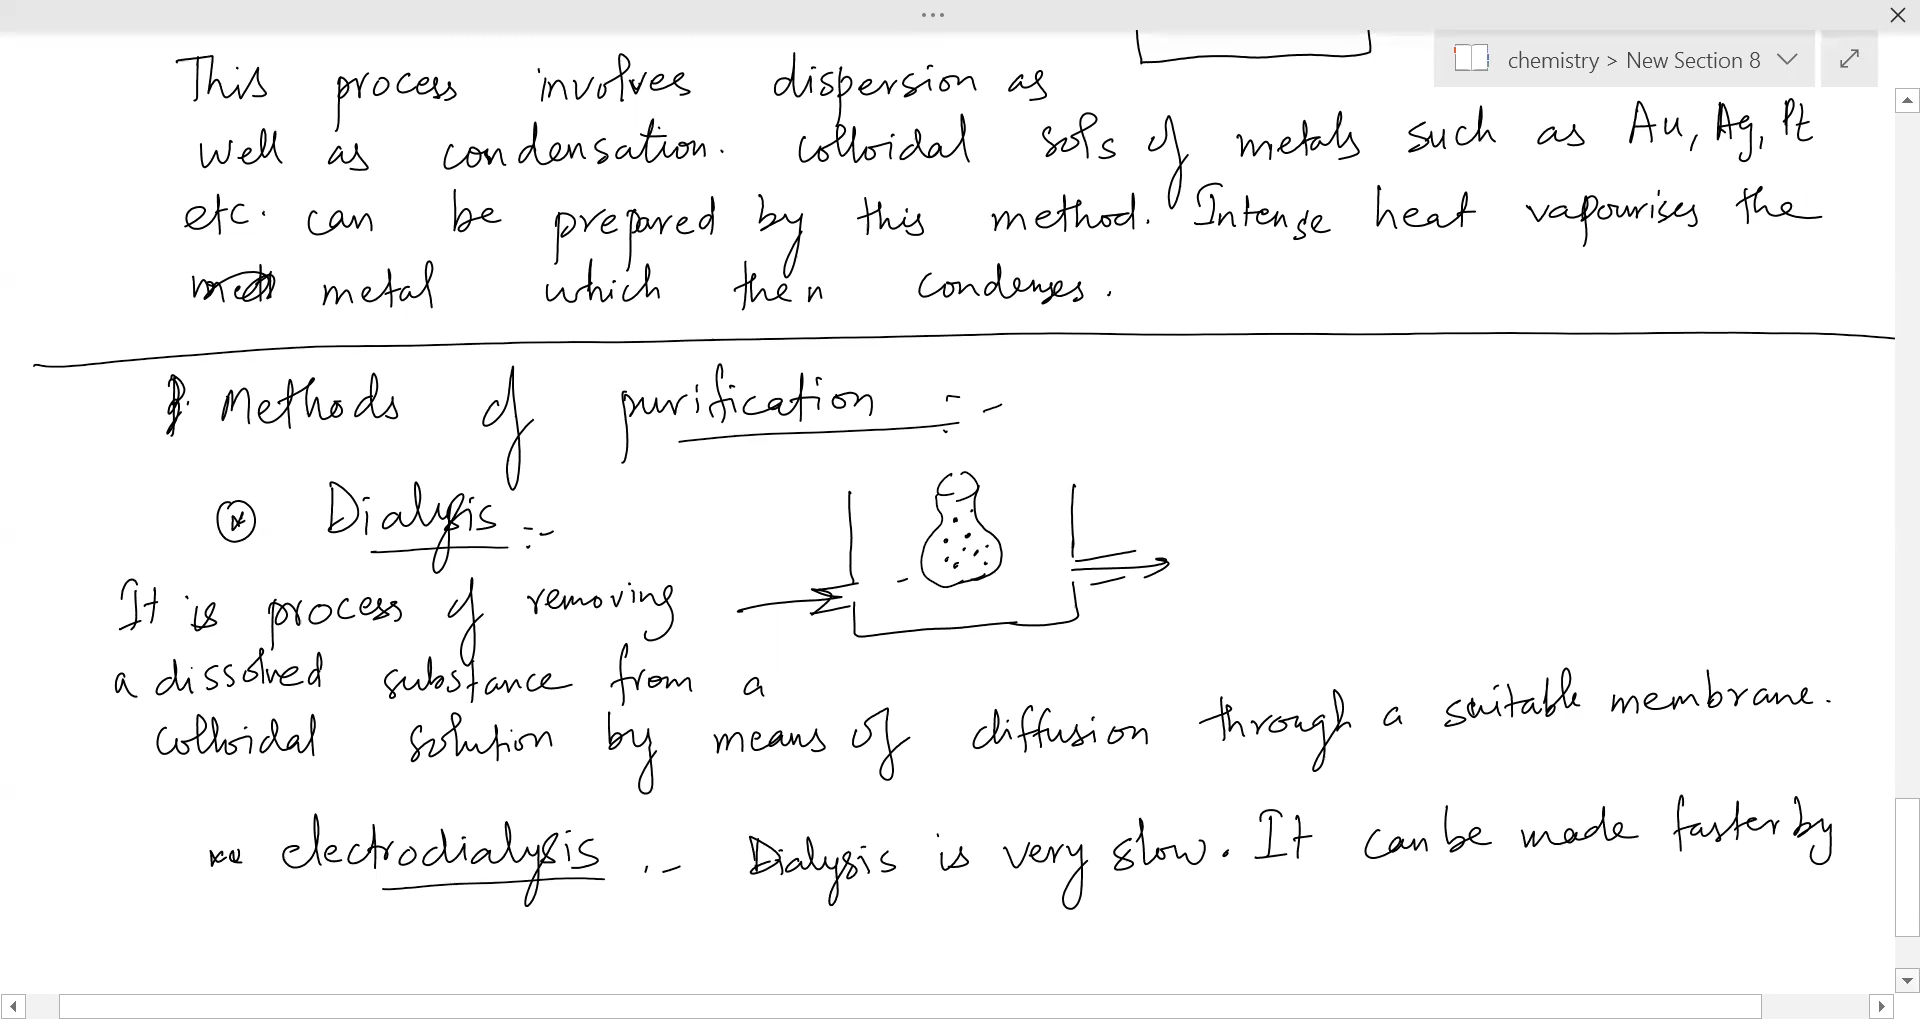 ...
chemistry > New Section 8
This process involves dispersion as
well as condensation. colloidal sols of metals such as Au, Ag, Pt
etc. can be prepared by this method. Intense heat vapourises the
metal which then condenses.
Methods of purification :-
Dialysis :-
It is process of removing
a dissolved substance from a
colloidal solution by means of diffusion through a suitable membrane.
electrodialysis :- Dialysis is very slow. It can be made faster by